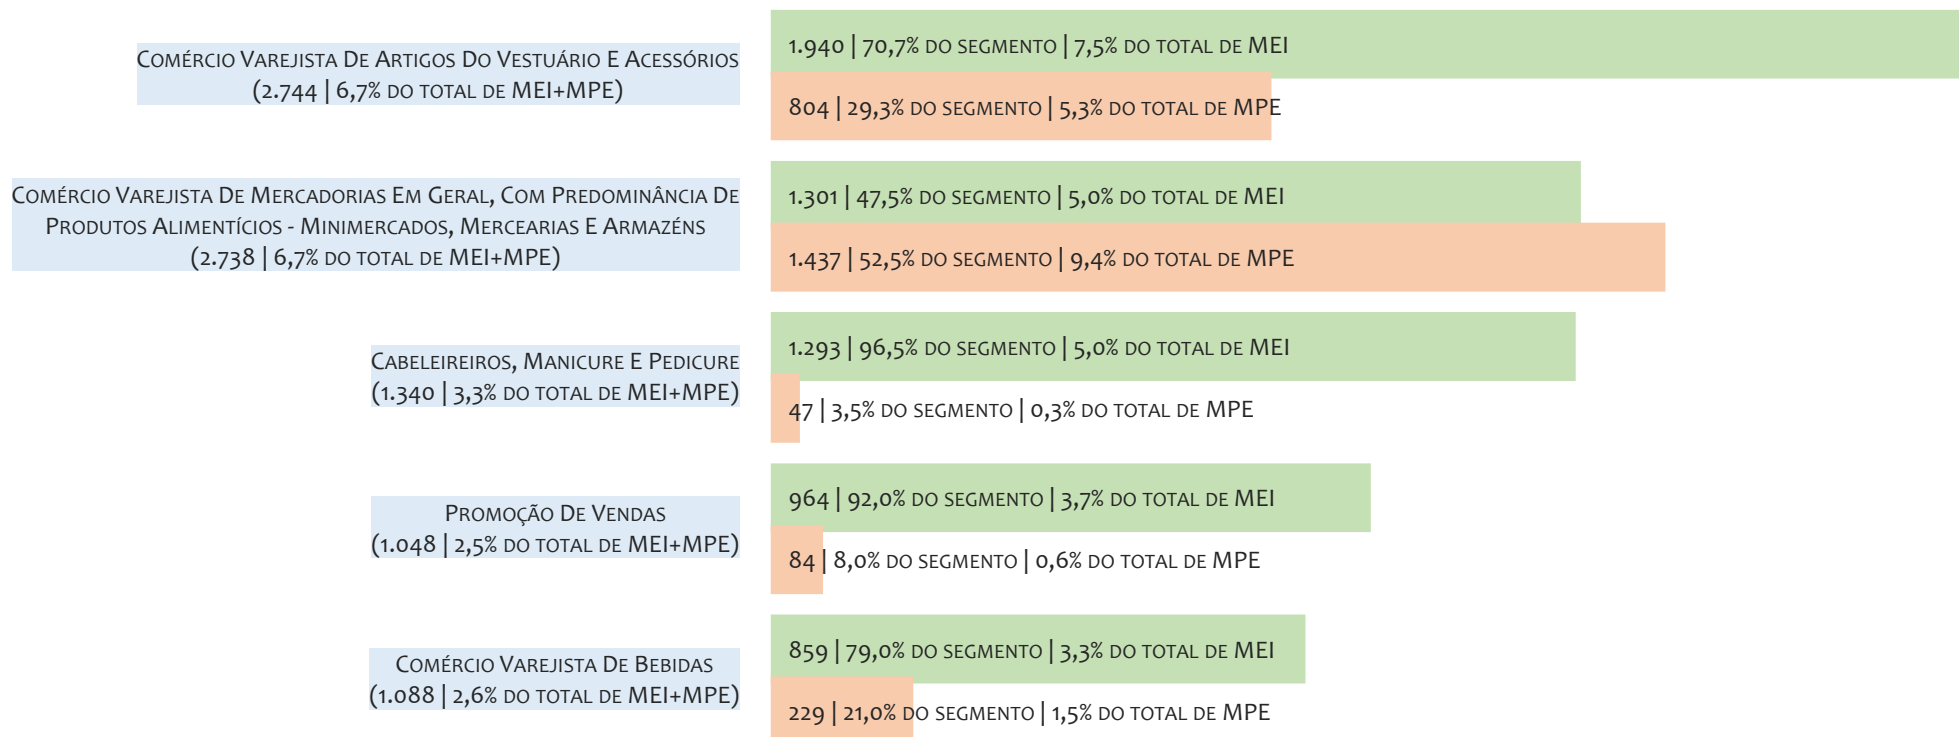 Comércio Varejista De Artigos Do Vestuário E Acessórios
(2.744 | 6,7% do total de MEI+MPE)
1.940 | 70,7% do segmento | 7,5% do total de MEI
804 | 29,3% do segmento | 5,3% do total de MPE
Comércio Varejista De Mercadorias Em Geral, Com Predominância De
Produtos Alimentícios - Minimercados, Mercearias E Armazéns
(2.738 | 6,7% do total de MEI+MPE)
1.301 | 47,5% do segmento | 5,0% do total de MEI
1.437 | 52,5% do segmento | 9,4% do total de MPE
Cabeleireiros, Manicure E Pedicure
(1.340 | 3,3% do total de MEI+MPE)
1.293 | 96,5% do segmento | 5,0% do total de MEI
47 | 3,5% do segmento | 0,3% do total de MPE
Promoção De Vendas
(1.048 | 2,5% do total de MEI+MPE)
964 | 92,0% do segmento | 3,7% do total de MEI
84 | 8,0% do segmento | 0,6% do total de MPE
Comércio Varejista De Bebidas
(1.088 | 2,6% do total de MEI+MPE)
859 | 79,0% do segmento | 3,3% do total de MEI
229 | 21,0% do segmento | 1,5% do total de MPE